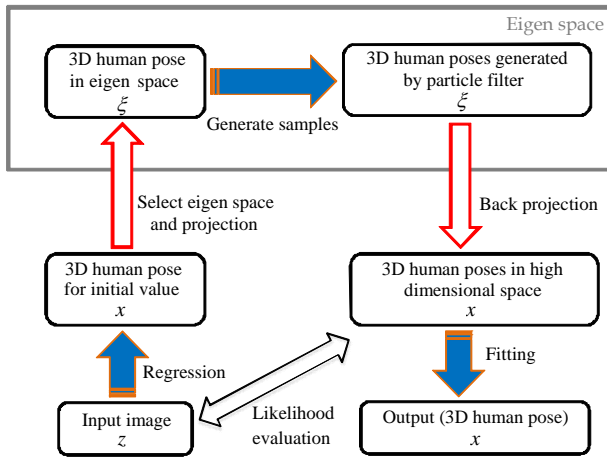 Eigen space
3D human pose
in eigen space
ξ
Generate samples
3D human poses generated
by particle filter
ξ
Select eigen space
and projection
Back projection
3D human pose
for initial value
x
3D human poses in high
dimensional space
x
Regression
Likelihood
evaluation
Fitting
Input image
z
Output (3D human pose)
x